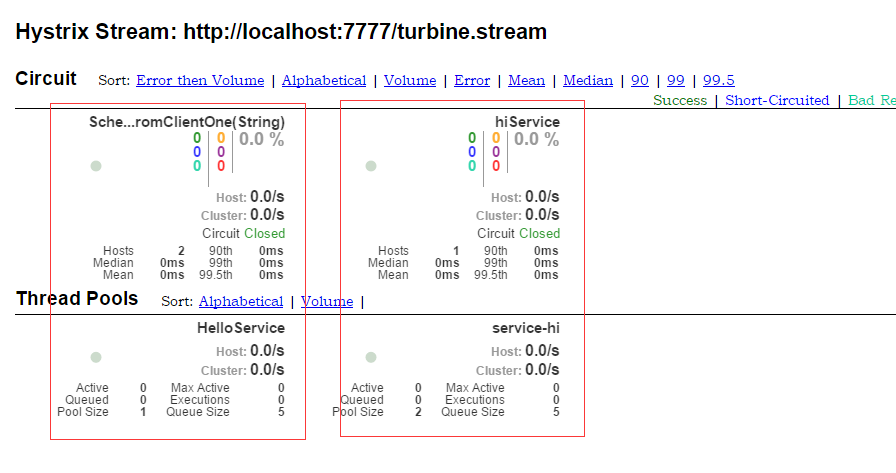 Hystrix Stream: http://localhost:7777/turbine.stream
Circuit Sort: Error then Volume | Alphabetical | Volume | Error | Mean | Median | 90 | 99 | 99.5
Success | Short-Circuited | Bad Re
Sche...romClientOne(String) hiService
0 0 0.0 % 0 0 0.0 %
0 0 0 0
0 0 0 0
Host: 0.0/s Host: 0.0/s
Cluster: 0.0/s Cluster: 0.0/s
Circuit Closed Circuit Closed
Hosts 2 90th 0ms Hosts 1 90th 0ms
Median 0ms 99th 0ms Median 0ms 99th 0ms
Mean 0ms 99.5th 0ms Mean 0ms 99.5th 0ms
Thread Pools Sort: Alphabetical | Volume |
HelloService service-hi
Host: 0.0/s Host: 0.0/s
Cluster: 0.0/s Cluster: 0.0/s
Active 0 Max Active 0 Active 0 Max Active 0
Queued 0 Executions 0 Queued 0 Executions 0
Pool Size 1 Queue Size 5 Pool Size 2 Queue Size 5